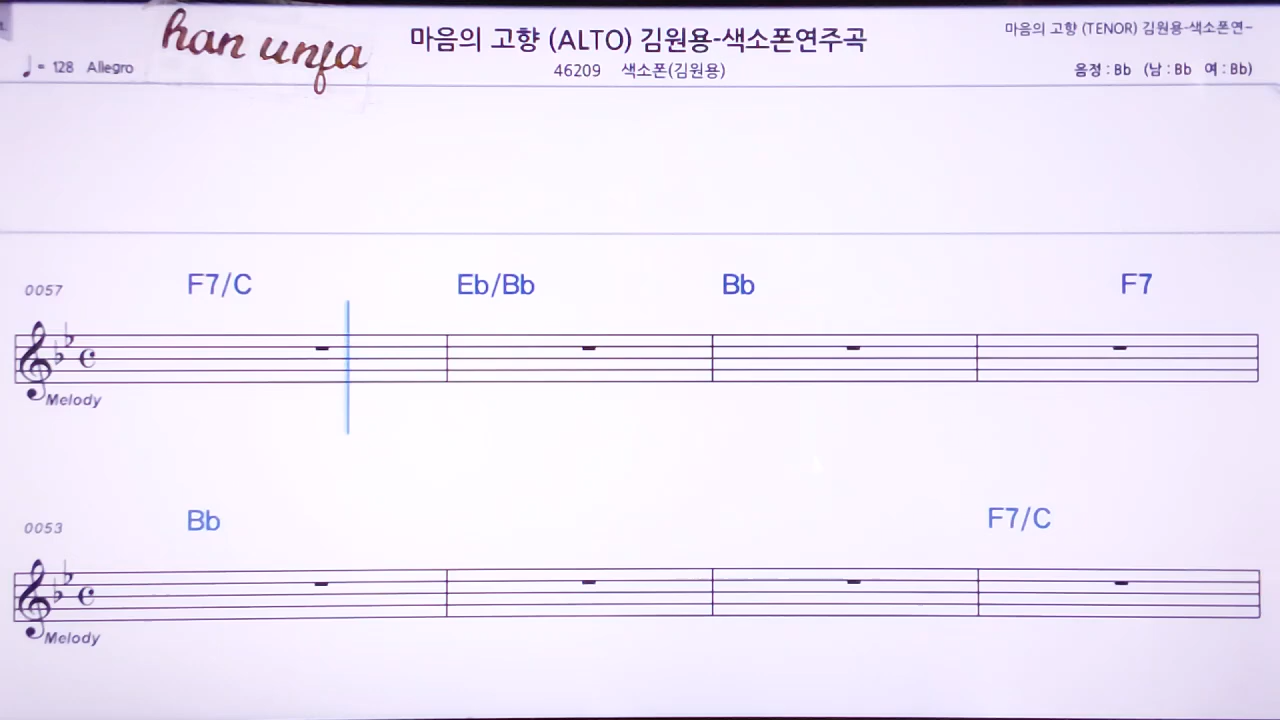 han unfa
마음의 고향 (ALTO) 김원용-색소폰연주곡
마음의 고향 (TENOR) 김원용-색소폰연~
♩ = 128 Allegro
46209 색소폰(김원용)
음정 : Bb (남 : Bb 여 : Bb)
0057 F7/C Eb/Bb Bb F7
Melody
0053 Bb F7/C
Melody